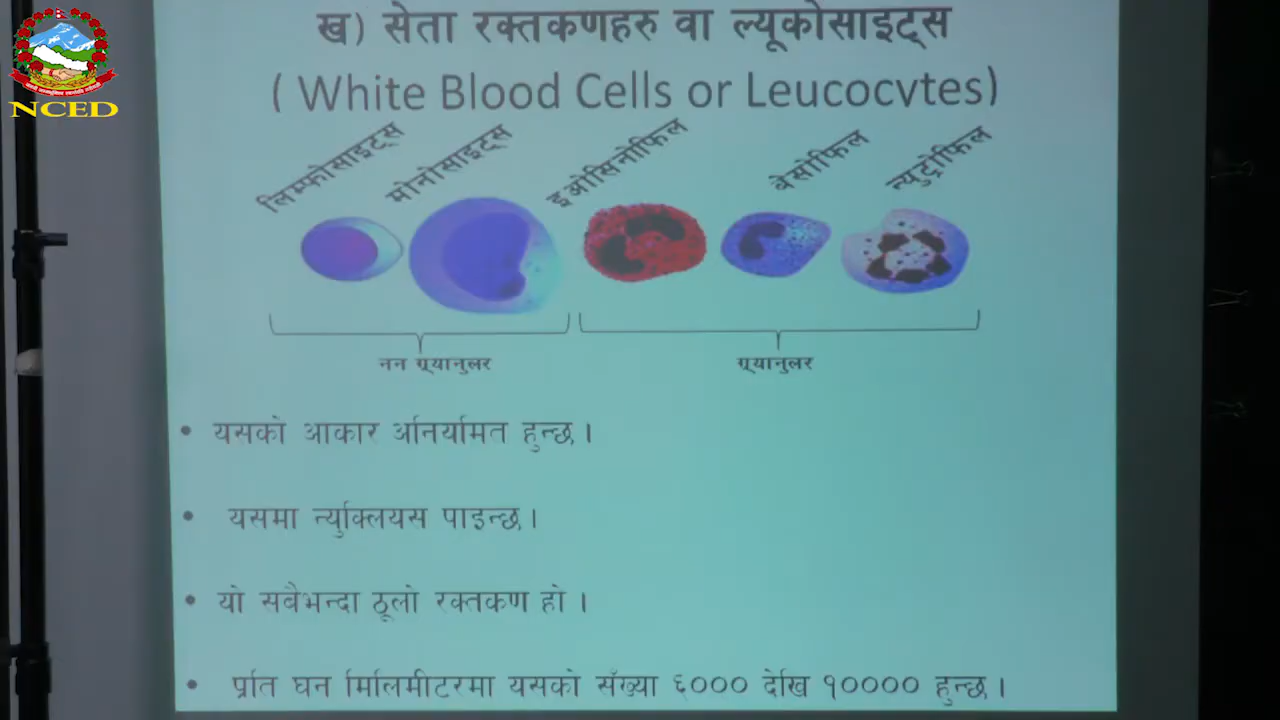 ख) सेता रक्तकणहरु वा ल्यूकोसाइट्स
( White Blood Cells or Leucocytes)
लिम्फोसाइट्स
मोनोसाइट्स
इओसिनोफिल
बेसोफिल
न्युट्रोफिल
नन ग्र्यानुलर
ग्र्यानुलर
• यसको आकार अनियमित हुन्छ ।
• यसमा न्युक्लियस पाइन्छ ।
• यो सबैभन्दा ठूलो रक्तकण हो ।
• प्रति घन मिलिमीटरमा यसको सँख्या ६००० देखि १०००० हुन्छ ।
NCED